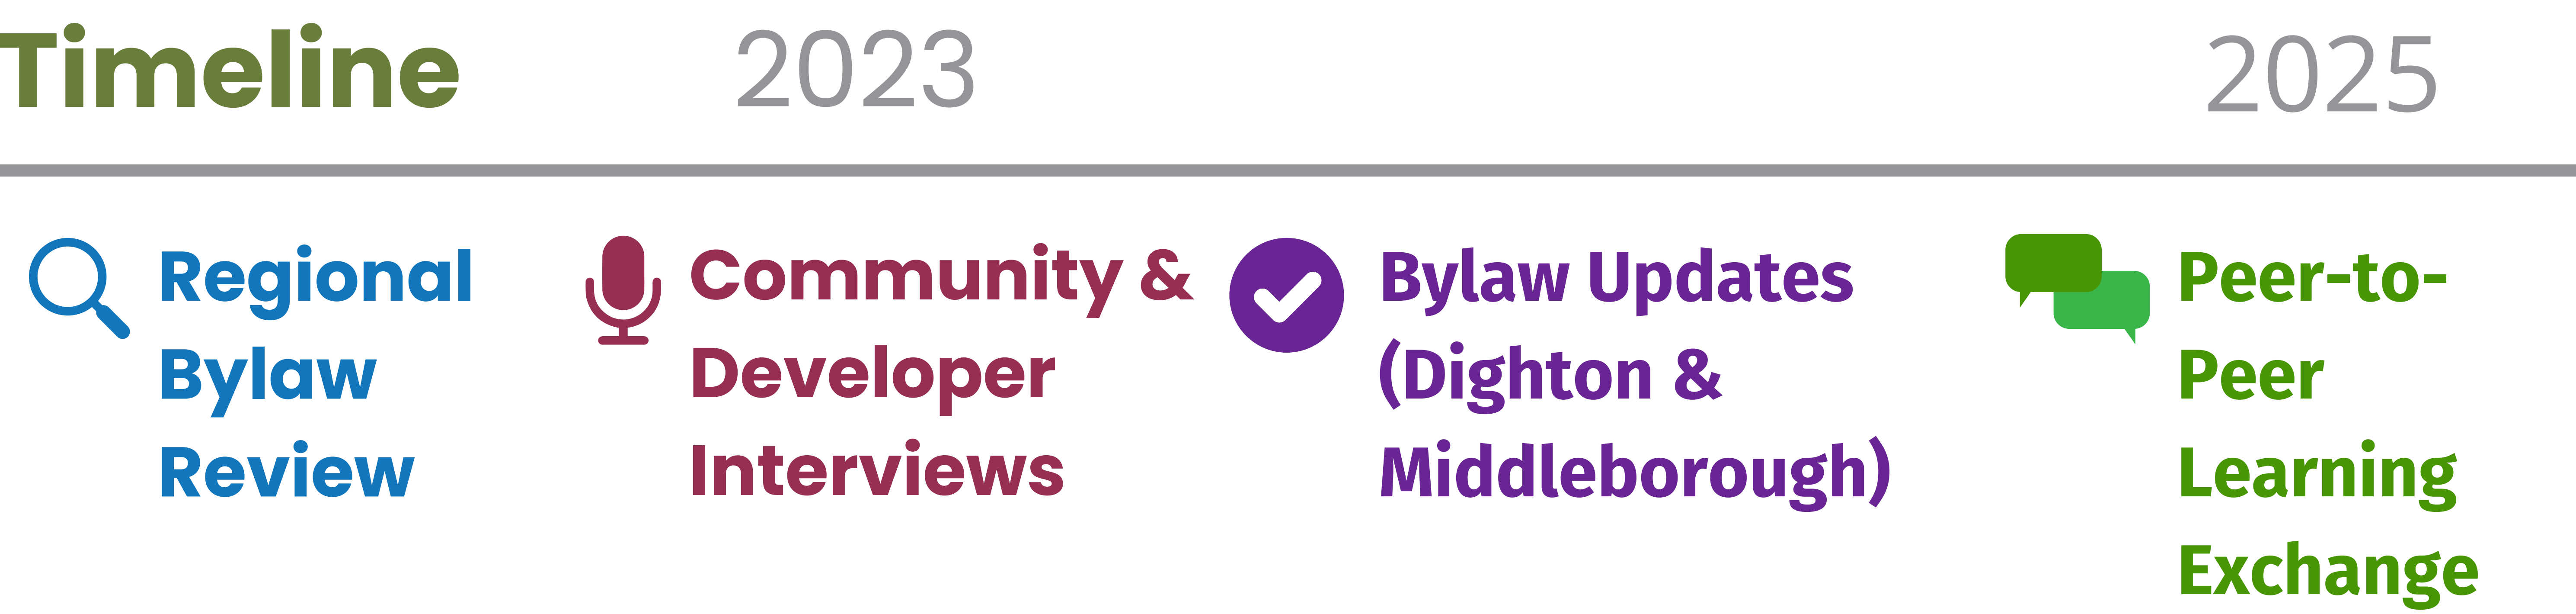 Timeline
2023
2025
Regional
Bylaw
Review
Community &
Developer
Interviews
Bylaw Updates
(Dighton &
Middleborough)
Peer-to-
Peer
Learning
Exchange